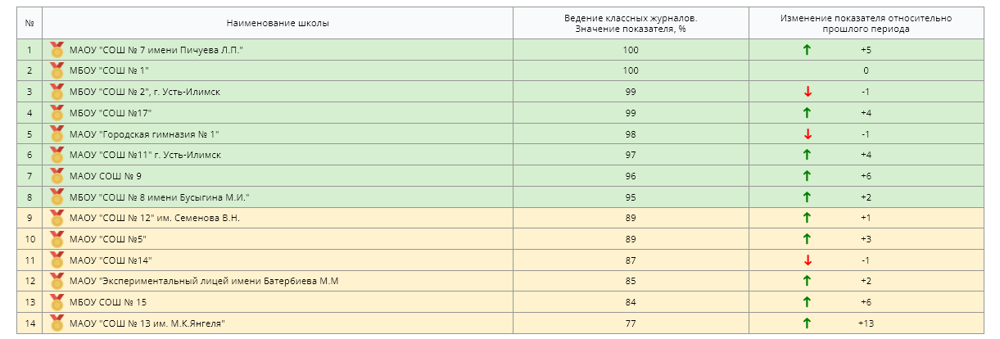 № Наименование школы Ведение классных журналов. Значение показателя, % Изменение показателя относительно прошлого периода
1 МАОУ "СОШ № 7 имени Пичуева Л.П." 100 ↑ +5
2 МБОУ "СОШ № 1" 100 0
3 МБОУ "СОШ № 2", г. Усть-Илимск 99 ↓ -1
4 МБОУ "СОШ №17" 99 ↑ +4
5 МАОУ "Городская гимназия № 1" 98 ↓ -1
6 МАОУ "СОШ №11" г. Усть-Илимск 97 ↑ +4
7 МАОУ СОШ № 9 96 ↑ +6
8 МБОУ "СОШ № 8 имени Бусыгина М.И." 95 ↑ +2
9 МАОУ "СОШ № 12" им. Семенова В.Н. 89 ↑ +1
10 МАОУ "СОШ №5" 89 ↑ +3
11 МАОУ "СОШ №14" 87 ↓ -1
12 МАОУ "Экспериментальный лицей имени Батербиева М.М 85 ↑ +2
13 МБОУ СОШ № 15 84 ↑ +6
14 МАОУ "СОШ № 13 им. М.К.Янгеля" 77 ↑ +13